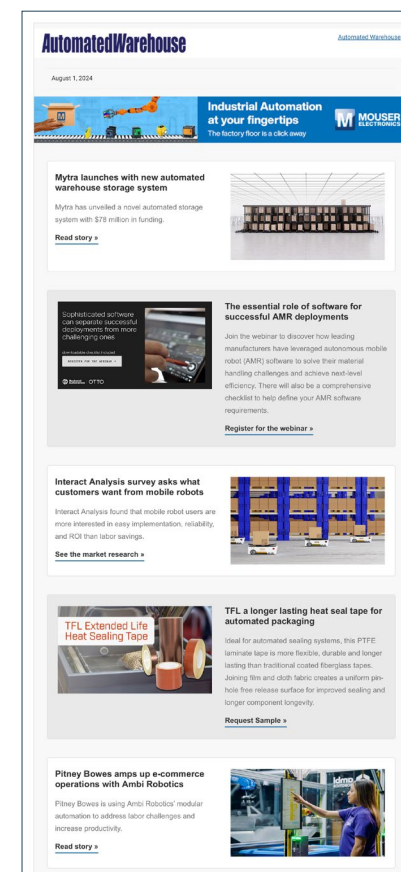 AutomatedWarehouse
Automated Warehouse
August 1, 2024
Industrial Automation
at your fingertips
The factory floor is a click away
M MOUSER
ELECTRONICS
Mytra launches with new automated
warehouse storage system
Mytra has unveiled a novel automated storage
system with $78 million in funding.
Read story »
Sophisticated software
can separate successful
deployments from more
challenging ones
REGISTER FOR THE WEBINAR >
OTTO
The essential role of software for
successful AMR deployments
Join the webinar to discover how leading
manufacturers have leveraged autonomous mobile
robot (AMR) software to solve their material
handling challenges and achieve next-level
efficiency. There will also be a comprehensive
checklist to help define your AMR software
requirements.
Register for the webinar »
Interact Analysis survey asks what
customers want from mobile robots
Interact Analysis found that mobile robot users are
more interested in easy implementation, reliability,
and ROI than labor savings.
See the market research »
TFL Extended Life
Heat Sealing Tape
TFL a longer lasting heat seal tape for
automated packaging
Ideal for automated sealing systems, this PTFE
laminate tape is more flexible, durable and longer
lasting than traditional coated fiberglass tapes.
Joining film and cloth fabric creates a uniform pin-
hole free release surface for improved sealing and
longer component longevity.
Request Sample »
Pitney Bowes amps up e-commerce
operations with Ambi Robotics
Pitney Bowes is using Ambi Robotics' modular
automation to address labor challenges and
increase productivity.
Read story »